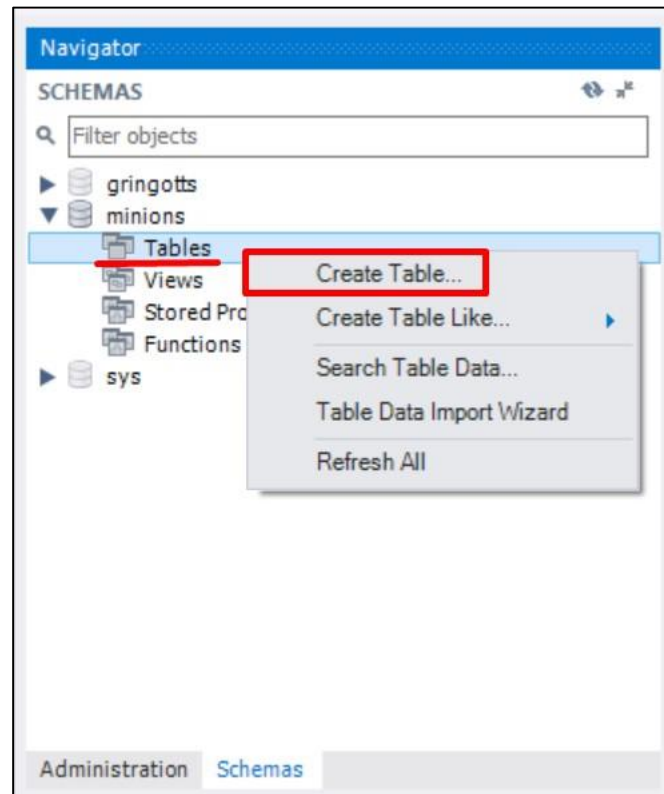 Navigator
SCHEMAS
Filter objects
gringotts
minions
Tables
Views
Stored Pro
Functions
sys
Create Table...
Create Table Like...
Search Table Data...
Table Data Import Wizard
Refresh All
Administration Schemas